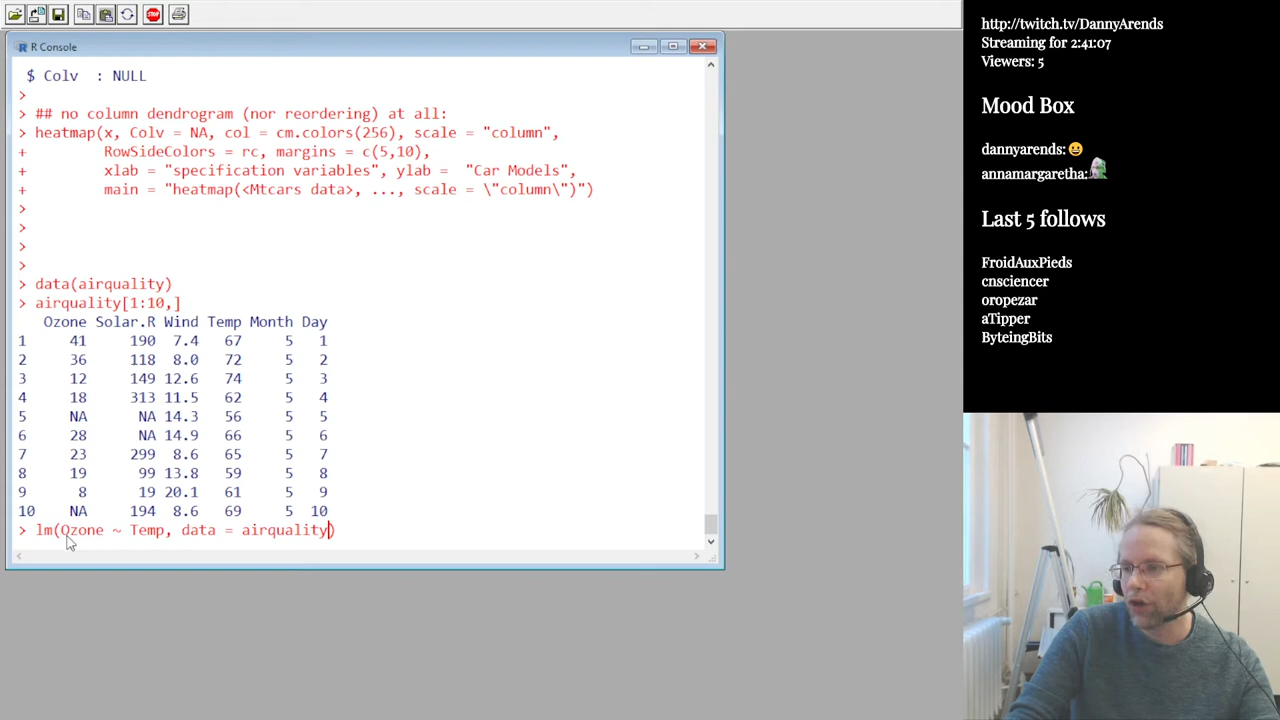 STOP
R R Console
$ Colv : NULL
>
> ## no column dendrogram (nor reordering) at all:
> heatmap(x, Colv = NA, col = cm.colors(256), scale = "column",
+ RowSideColors = rc, margins = c(5,10),
+ xlab = "specification variables", ylab = "Car Models",
+ main = "heatmap(<Mtcars data>, ..., scale = \"column\")")
>
>
>
>
> data(airquality)
> airquality[1:10,]
Ozone Solar.R Wind Temp Month Day
1 41 190 7.4 67 5 1
2 36 118 8.0 72 5 2
3 12 149 12.6 74 5 3
4 18 313 11.5 62 5 4
5 NA NA 14.3 56 5 5
6 28 NA 14.9 66 5 6
7 23 299 8.6 65 5 7
8 19 99 13.8 59 5 8
9 8 19 20.1 61 5 9
10 NA 194 8.6 69 5 10
> lm(Ozone ~ Temp, data = airquality)
http://twitch.tv/DannyArends
Streaming for 2:41:07
Viewers: 5
Mood Box
dannyarends:😀
annamargaretha:
Last 5 follows
FroidAuxPieds
cnsciencer
oropezar
aTipper
ByteingBits